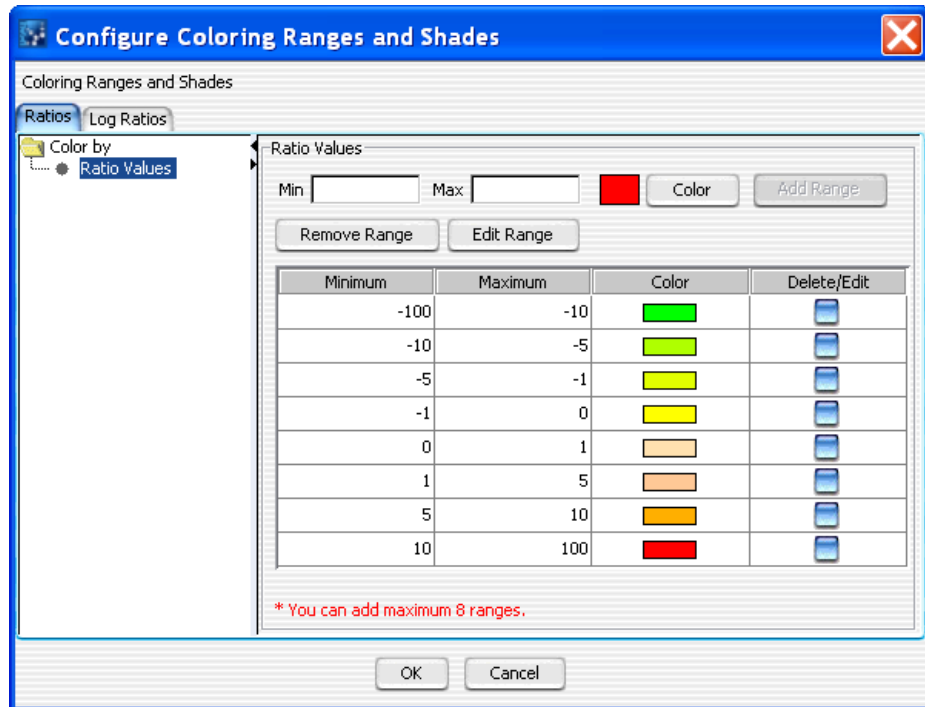 Configure Coloring Ranges and Shades
Coloring Ranges and Shades
Ratios Log Ratios
Color by
Ratio Values
Ratio Values
Min Max Color Add Range
Remove Range Edit Range
Minimum Maximum Color Delete/Edit
-100 -10
-10 -5
-5 -1
-1 0
0 1
1 5
5 10
10 100
* You can add maximum 8 ranges.
OK Cancel